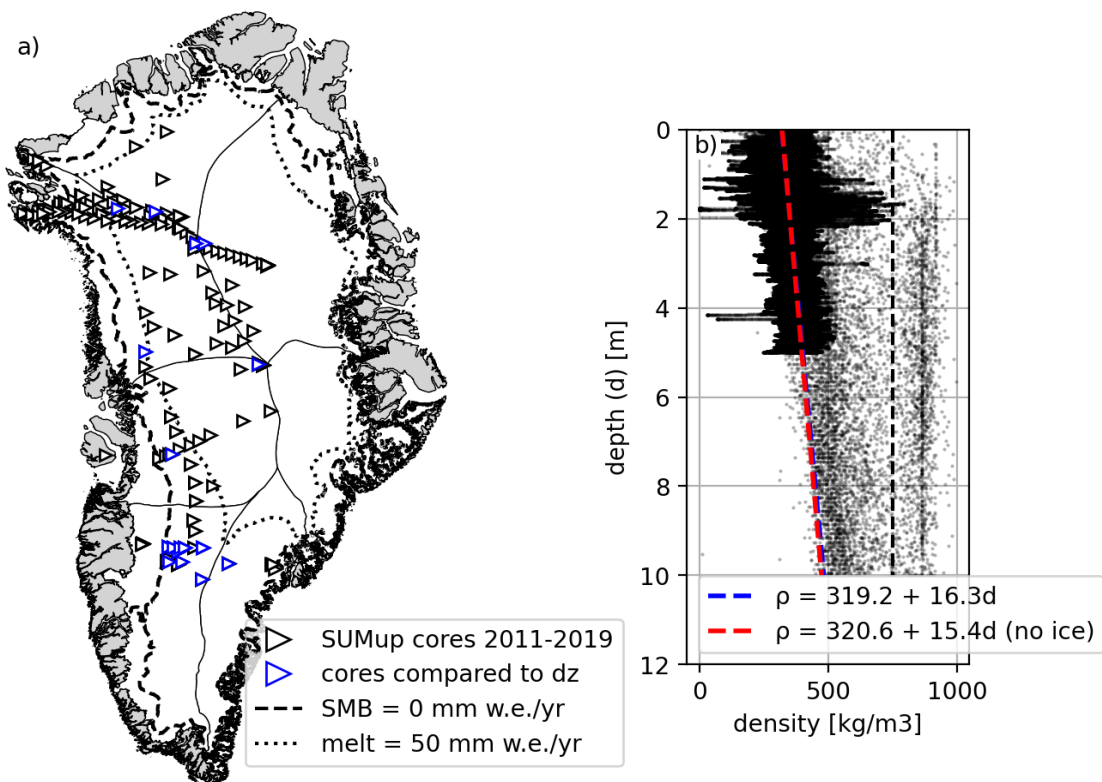 a)
SUMup cores 2011-2019
cores compared to dz
SMB = 0 mm w.e./yr
melt = 50 mm w.e./yr
b)
0
2
4
6
8
10
12
depth (d) [m]
ρ = 319.2 + 16.3d
ρ = 320.6 + 15.4d (no ice)
0
500
1000
density [kg/m3]